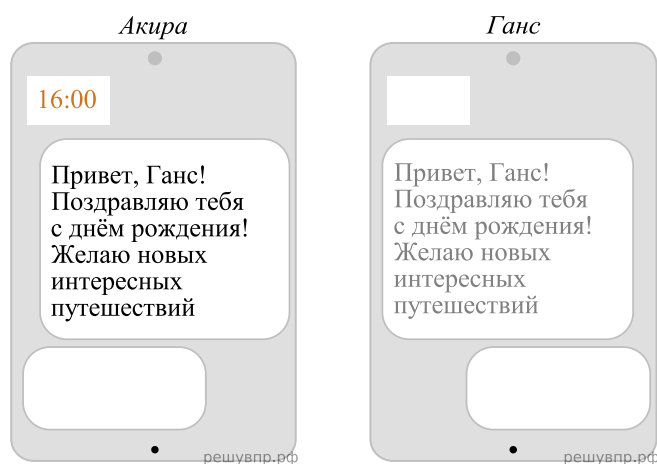 Акира
16:00
Привет, Ганс!
Поздравляю тебя
с днём рождения!
Желаю новых
интересных
путешествий
решувпр.рф
Ганс
Привет, Ганс!
Поздравляю тебя
с днём рождения!
Желаю новых
интересных
путешествий
решувпр.рф